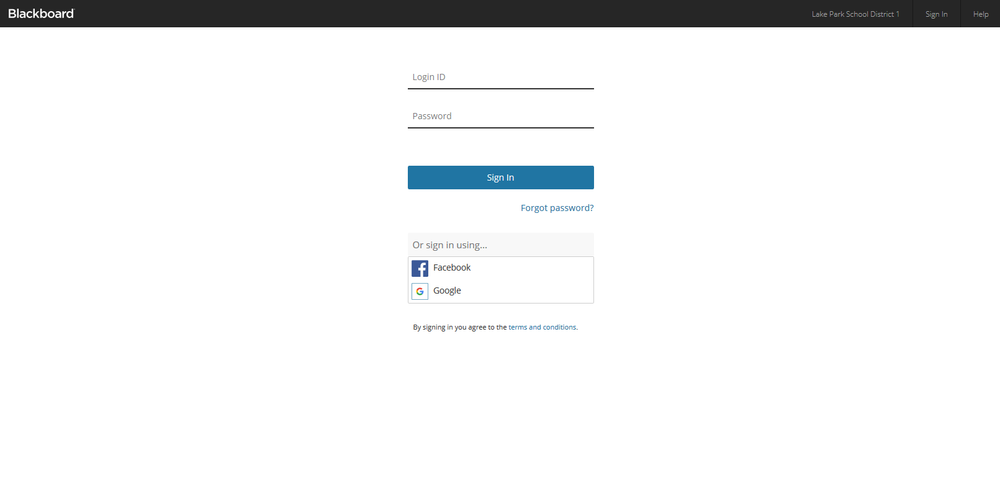 Blackboard
Lake Park School District 1
Sign In
Help
Login ID
Password
Sign In
Forgot password?
Or sign in using...
Facebook
Google
By signing in you agree to the terms and conditions.